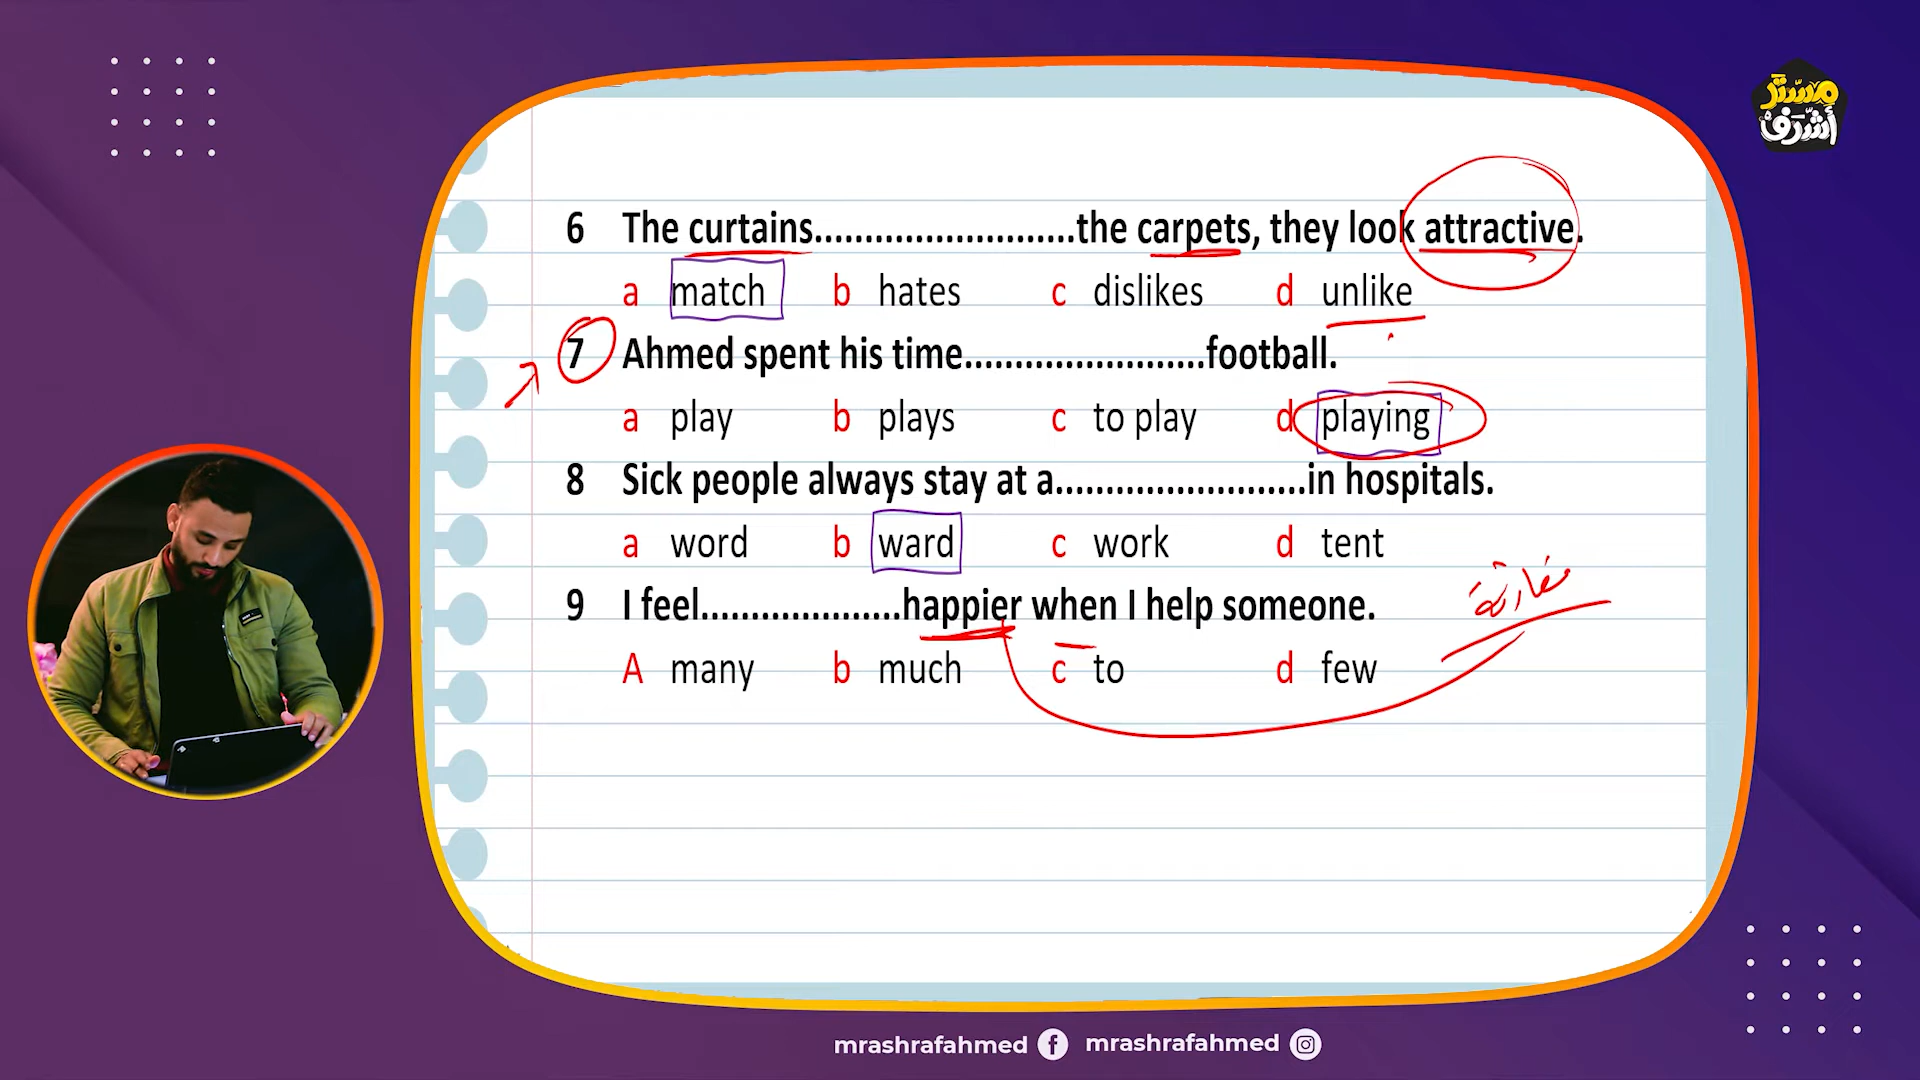 مستر
أشرف
6 The curtains..........................the carpets, they look attractive.
a match b hates c dislikes d unlike
7 Ahmed spent his time........................football.
a play b plays c to play d playing
8 Sick people always stay at a.........................in hospitals.
a word b ward c work d tent
9 I feel....................happier when I help someone.
مقارنة
A many b much c to d few
mrashrafahmed mrashrafahmed